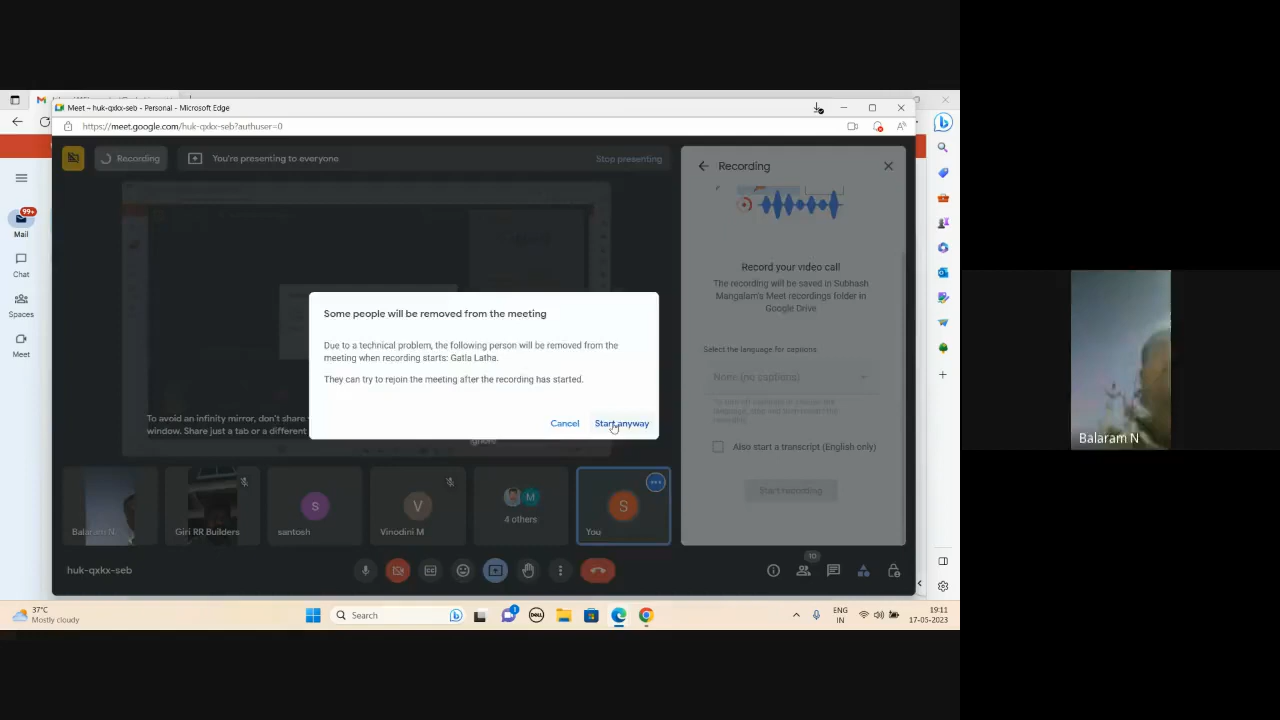 Meet – huk-qxkx-seb - Personal - Microsoft Edge
https://meet.google.com/huk-qxkx-seb?authuser=0
Recording
You're presenting to everyone
Stop presenting
Recording
Record your video call
The recording will be saved in Subhash
Mangalam's Meet recordings folder in
Google Drive
Select the language for captions
None (no captions)
Also start a transcript (English only)
Start recording
Some people will be removed from the meeting
Due to a technical problem, the following person will be removed from the
meeting when recording starts: Gatla Latha.
They can try to rejoin the meeting after the recording has started.
Cancel
Start anyway
To avoid an infinity mirror, don't share
window. Share just a tab or a different
Ignore
99+
Mail
Chat
Spaces
Meet
Balaram N
Giri RR Builders
S
santosh
V
Vinodini M
M
4 others
S
You
huk-qxkx-seb
10
37°C
Mostly cloudy
Search
DELL
ENG
IN
19:11
17-05-2023
Balaram N